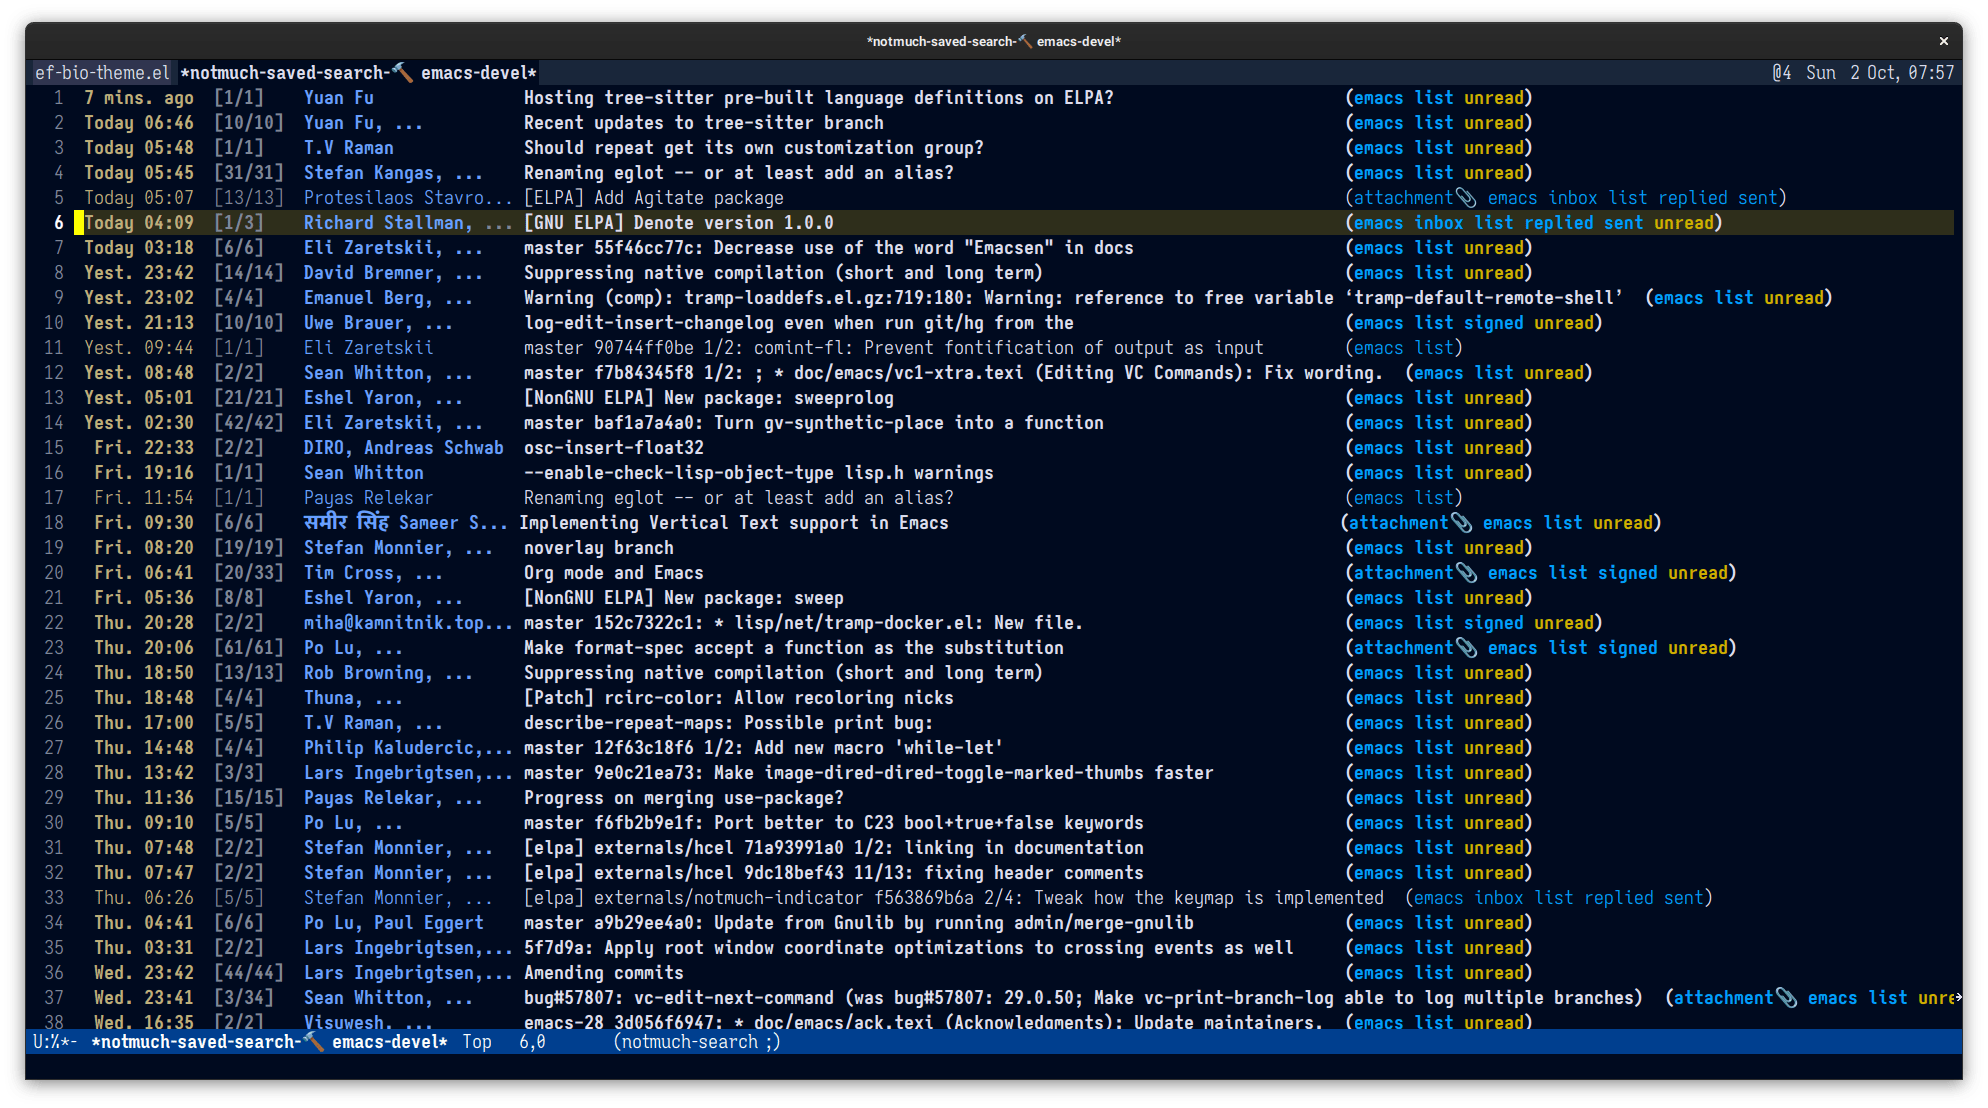 *notmuch-saved-search-🔨 emacs-devel* ×
ef-bio-theme.el *notmuch-saved-search-🔨 emacs-devel* @4 Sun 2 Oct, 07:57
1 7 mins. ago [1/1] Yuan Fu Hosting tree-sitter pre-built language definitions on ELPA? (emacs list unread)
2 Today 06:46 [10/10] Yuan Fu, ... Recent updates to tree-sitter branch (emacs list unread)
3 Today 05:48 [1/1] T.V Raman Should repeat get its own customization group? (emacs list unread)
4 Today 05:45 [31/31] Stefan Kangas, ... Renaming eglot -- or at least add an alias? (emacs list unread)
5 Today 05:07 [13/13] Protesilaos Stavro... [ELPA] Add Agitate package (attachment📎 emacs inbox list replied sent)
6 Today 04:09 [1/3] Richard Stallman, ... [GNU ELPA] Denote version 1.0.0 (emacs inbox list replied sent unread)
7 Today 03:18 [6/6] Eli Zaretskii, ... master 55f46cc77c: Decrease use of the word "Emacsen" in docs (emacs list unread)
8 Yest. 23:42 [14/14] David Bremner, ... Suppressing native compilation (short and long term) (emacs list unread)
9 Yest. 23:02 [4/4] Emanuel Berg, ... Warning (comp): tramp-loaddefs.el.gz:719:180: Warning: reference to free variable ‘tramp-default-remote-shell’ (emacs list unread)
10 Yest. 21:13 [10/10] Uwe Brauer, ... log-edit-insert-changelog even when run git/hg from the (emacs list signed unread)
11 Yest. 09:44 [1/1] Eli Zaretskii master 90744ff0be 1/2: comint-fl: Prevent fontification of output as input (emacs list)
12 Yest. 08:48 [2/2] Sean Whitton, ... master f7b84345f8 1/2: ; * doc/emacs/vc1-xtra.texi (Editing VC Commands): Fix wording. (emacs list unread)
13 Yest. 05:01 [21/21] Eshel Yaron, ... [NonGNU ELPA] New package: sweeprolog (emacs list unread)
14 Yest. 02:30 [42/42] Eli Zaretskii, ... master baf1a7a4a0: Turn gv-synthetic-place into a function (emacs list unread)
15 Fri. 22:33 [2/2] DIRO, Andreas Schwab osc-insert-float32 (emacs list unread)
16 Fri. 19:16 [1/1] Sean Whitton --enable-check-lisp-object-type lisp.h warnings (emacs list unread)
17 Fri. 11:54 [1/1] Payas Relekar Renaming eglot -- or at least add an alias? (emacs list)
18 Fri. 09:30 [6/6] समीर सिंह Sameer S... Implementing Vertical Text support in Emacs (attachment📎 emacs list unread)
19 Fri. 08:20 [19/19] Stefan Monnier, ... noverlay branch (emacs list unread)
20 Fri. 06:41 [20/33] Tim Cross, ... Org mode and Emacs (attachment📎 emacs list signed unread)
21 Fri. 05:36 [8/8] Eshel Yaron, ... [NonGNU ELPA] New package: sweep (emacs list unread)
22 Thu. 20:28 [2/2] miha@kamnitnik.top... master 152c7322c1: * lisp/net/tramp-docker.el: New file. (emacs list signed unread)
23 Thu. 20:06 [61/61] Po Lu, ... Make format-spec accept a function as the substitution (attachment📎 emacs list signed unread)
24 Thu. 18:50 [13/13] Rob Browning, ... Suppressing native compilation (short and long term) (emacs list unread)
25 Thu. 18:48 [4/4] Thuna, ... [Patch] rcirc-color: Allow recoloring nicks (emacs list unread)
26 Thu. 17:00 [5/5] T.V Raman, ... describe-repeat-maps: Possible print bug: (emacs list unread)
27 Thu. 14:48 [4/4] Philip Kaludercic,... master 12f63c18f6 1/2: Add new macro 'while-let' (emacs list unread)
28 Thu. 13:42 [3/3] Lars Ingebrigtsen,... master 9e0c21ea73: Make image-dired-dired-toggle-marked-thumbs faster (emacs list unread)
29 Thu. 11:36 [15/15] Payas Relekar, ... Progress on merging use-package? (emacs list unread)
30 Thu. 09:10 [5/5] Po Lu, ... master f6fb2b9e1f: Port better to C23 bool+true+false keywords (emacs list unread)
31 Thu. 07:48 [2/2] Stefan Monnier, ... [elpa] externals/hcel 71a93991a0 1/2: linking in documentation (emacs list unread)
32 Thu. 07:47 [2/2] Stefan Monnier, ... [elpa] externals/hcel 9dc18bef43 11/13: fixing header comments (emacs list unread)
33 Thu. 06:26 [5/5] Stefan Monnier, ... [elpa] externals/notmuch-indicator f563869b6a 2/4: Tweak how the keymap is implemented (emacs inbox list replied sent)
34 Thu. 04:41 [6/6] Po Lu, Paul Eggert master a9b29ee4a0: Update from Gnulib by running admin/merge-gnulib (emacs list unread)
35 Thu. 03:31 [2/2] Lars Ingebrigtsen,... 5f7d9a: Apply root window coordinate optimizations to crossing events as well (emacs list unread)
36 Wed. 23:42 [44/44] Lars Ingebrigtsen,... Amending commits (emacs list unread)
37 Wed. 23:41 [3/34] Sean Whitton, ... bug#57807: vc-edit-next-command (was bug#57807: 29.0.50; Make vc-print-branch-log able to log multiple branches) (attachment📎 emacs list unre
38 Wed. 16:35 [2/2] Visuwesh, ... emacs-28 3d056f6947: * doc/emacs/ack.texi (Acknowledgments): Update maintainers. (emacs list unread)
U:%*- *notmuch-saved-search-🔨 emacs-devel* Top 6,0 (notmuch-search ;)